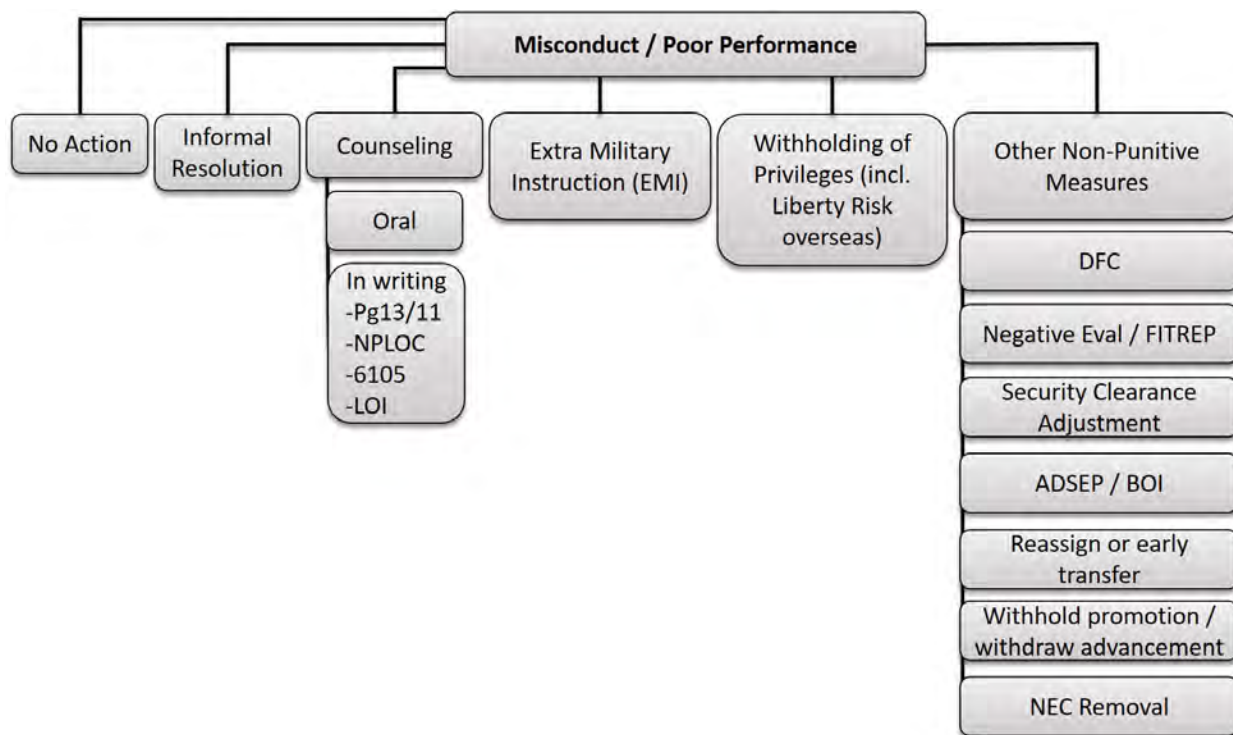 Misconduct / Poor Performance
No Action
Informal
Resolution
Counseling
Oral
In writing
-Pg13/11
-NPLOC
-6105
-LOI
Extra Military
Instruction (EMI)
Withholding of
Privileges (incl.
Liberty Risk
overseas)
Other Non-Punitive
Measures
DFC
Negative Eval / FITREP
Security Clearance
Adjustment
ADSEP / BOI
Reassign or early
transfer
Withhold promotion /
withdraw advancement
NEC Removal